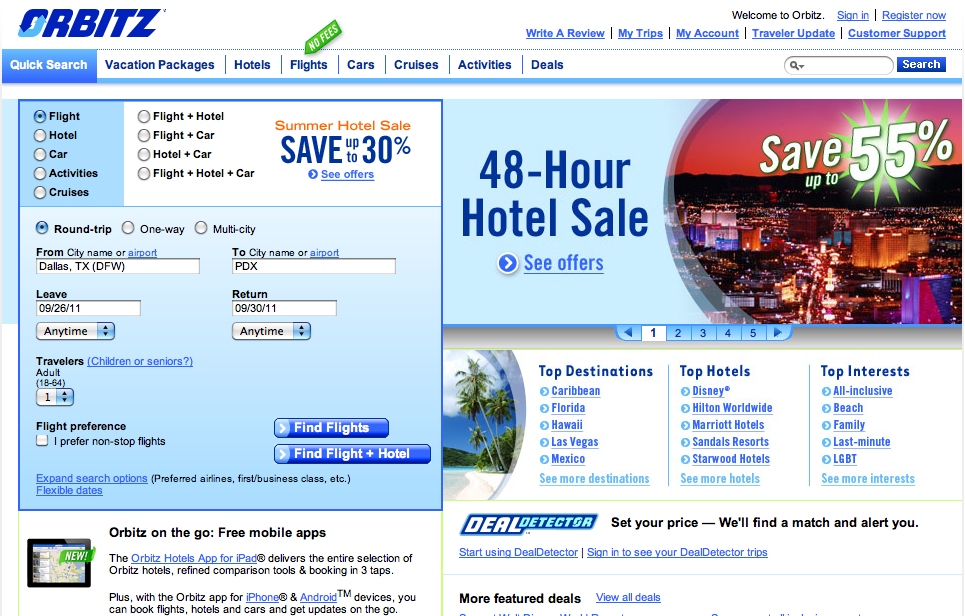 ORBITZ
Welcome to Orbitz. Sign in | Register now
Write A Review | My Trips | My Account | Traveler Update | Customer Support
NO FEES
Quick Search Vacation Packages Hotels Flights Cars Cruises Activities Deals Search
Flight
Hotel
Car
Activities
Cruises
Flight + Hotel
Flight + Car
Hotel + Car
Flight + Hotel + Car
Summer Hotel Sale
SAVE up to 30%
See offers
Round-trip One-way Multi-city
From City name or airport
Dallas, TX (DFW)
To City name or airport
PDX
Leave
09/26/11
Anytime
Return
09/30/11
Anytime
Travelers (Children or seniors?)
Adult
(18-64)
1
Flight preference
I prefer non-stop flights
Find Flights
Find Flight + Hotel
Expand search options (Preferred airlines, first/business class, etc.)
Flexible dates
48-Hour
Hotel Sale
See offers
Save
up to 55%
1 2 3 4 5
Top Destinations
Caribbean
Florida
Hawaii
Las Vegas
Mexico
See more destinations
Top Hotels
Disney®
Hilton Worldwide
Marriott Hotels
Sandals Resorts
Starwood Hotels
See more hotels
Top Interests
All-inclusive
Beach
Family
Last-minute
LGBT
See more interests
NEW!
Orbitz on the go: Free mobile apps
The Orbitz Hotels App for iPad® delivers the entire selection of
Orbitz hotels, refined comparison tools & booking in 3 taps.
Plus, with the Orbitz app for iPhone® & Android™ devices, you
can book flights, hotels and cars and get updates on the go.
DEALDETECTOR™ Set your price — We'll find a match and alert you.
Start using DealDetector | Sign in to see your DealDetector trips
More featured deals View all deals